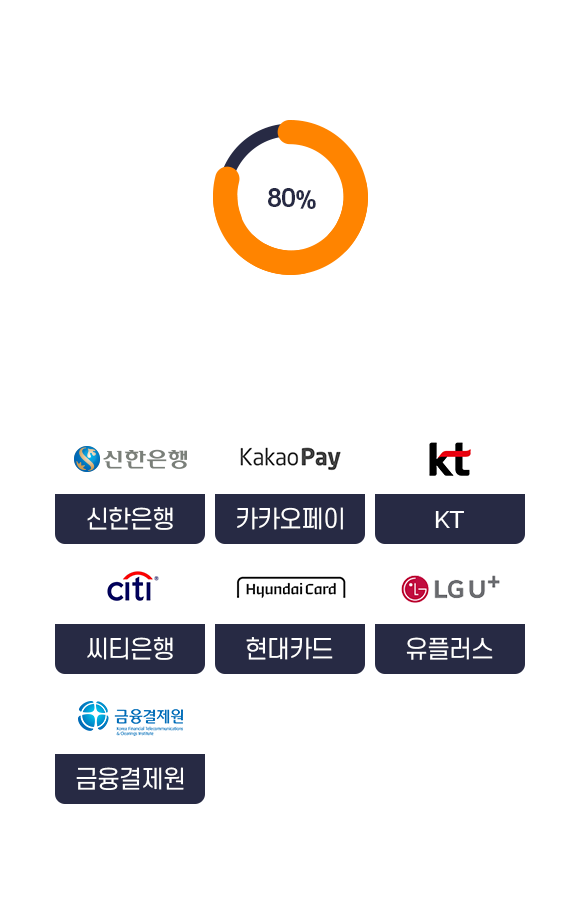 80%
신한은행
KakaoPay
kt
신한은행
카카오페이
KT
citi®
Hyundai Card
LG U+
씨티은행
현대카드
유플러스
금융결제원
Korea Financial Telecommunications
& Clearings Institute
금융결제원